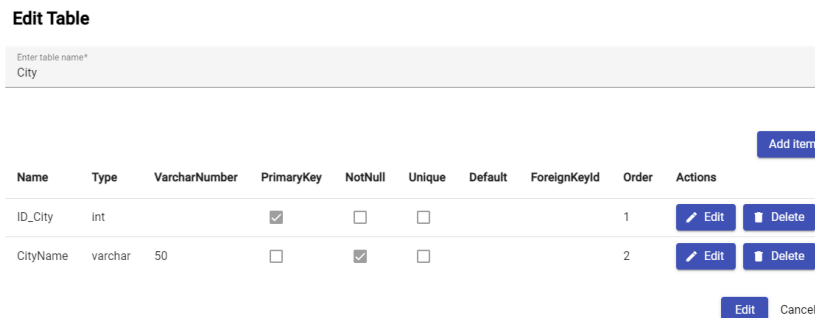 Edit Table
Enter table name*
City
Add item
Name Type VarcharNumber PrimaryKey NotNull Unique Default ForeignKeyId Order Actions
ID_City int 1 Edit Delete
CityName varchar 50 2 Edit Delete
Edit Cancel